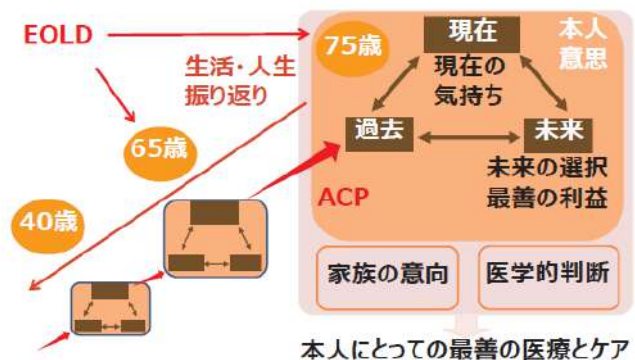 EOLD
75歳
現在
本人
意思
生活・人生
振り返り
現在の
気持ち
過去
未来
65歳
未来の選択
最善の利益
ACP
40歳
家族の意向
医学的判断
本人にとっての最善の医療とケア